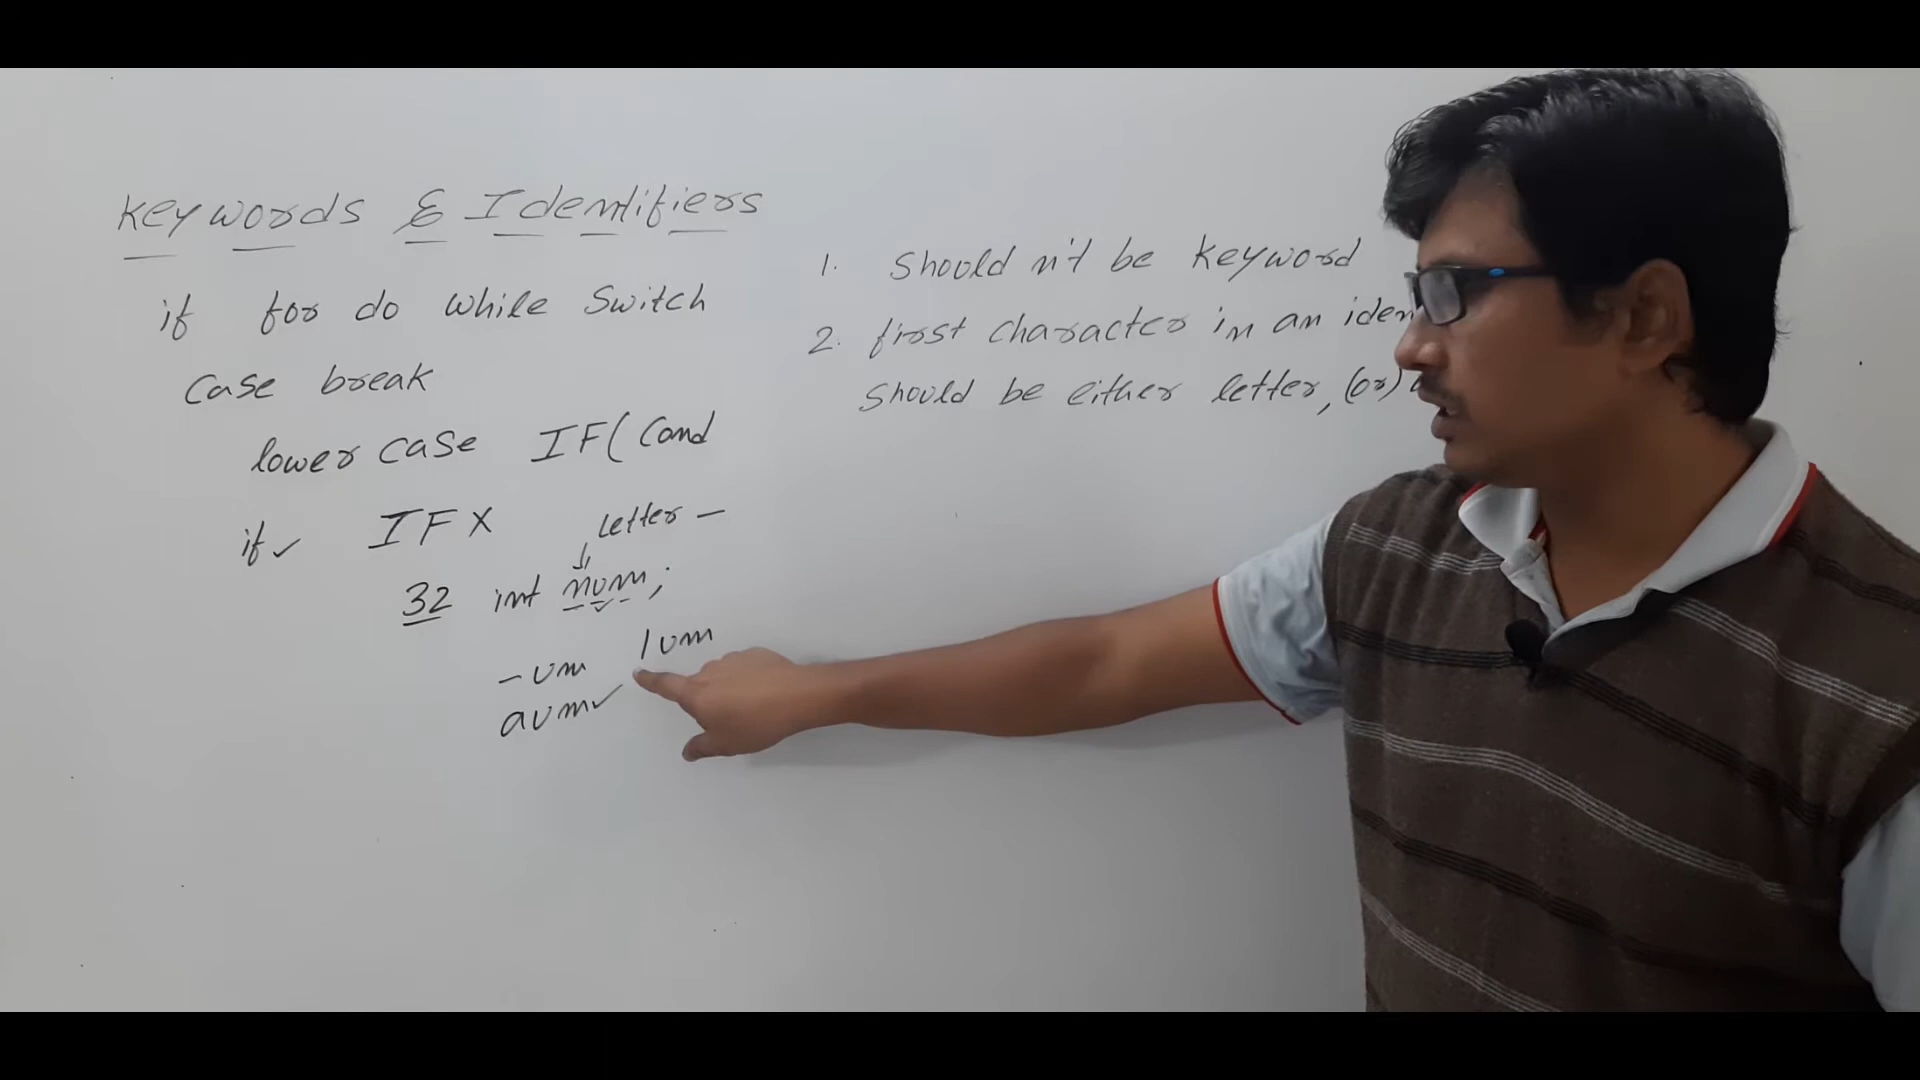 Keywords & Identifiers
if for do while switch
case break
lower case IF(cond
if ✓ IF X
letter _
32 int num;
_um 1um
aum ✓
1. Should n't be keyword
2. first character in an iden
should be either letter, (or)